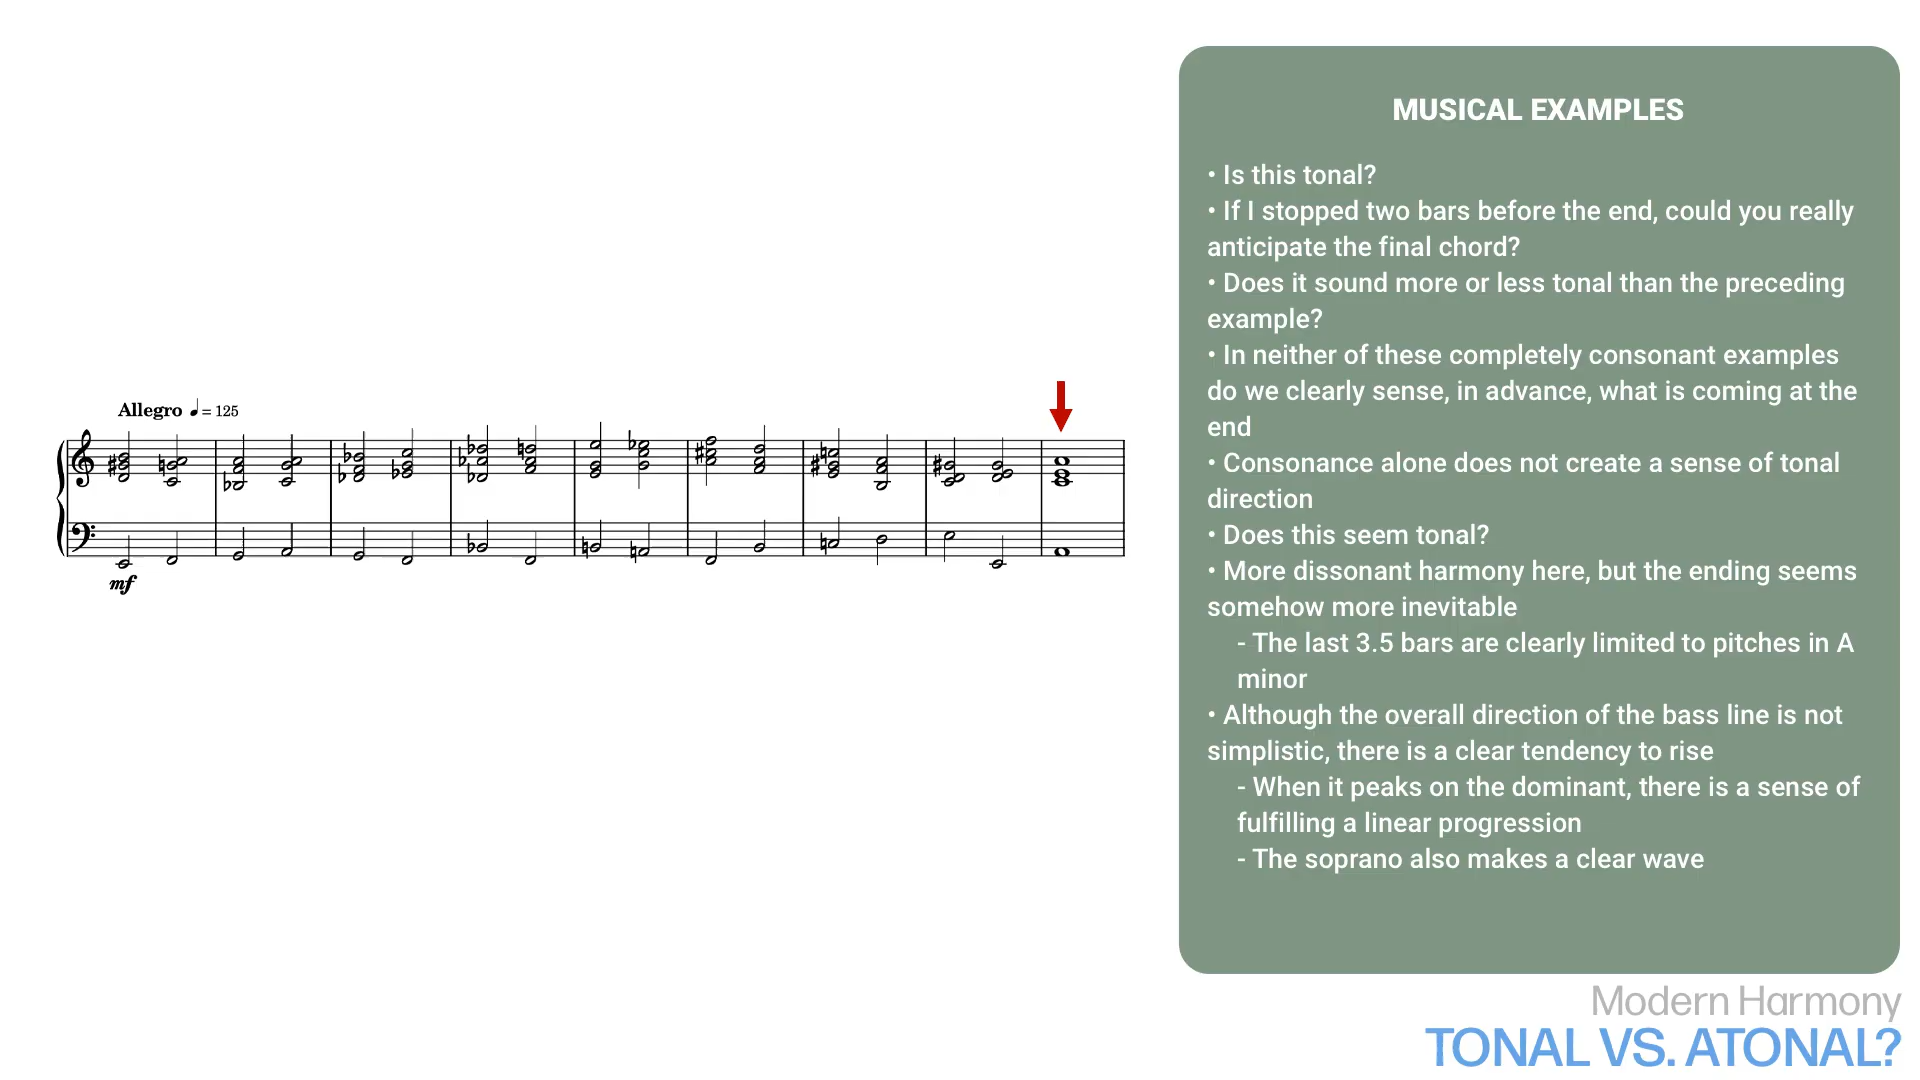 Allegro ♩= 125
mf
MUSICAL EXAMPLES
• Is this tonal?
• If I stopped two bars before the end, could you really
anticipate the final chord?
• Does it sound more or less tonal than the preceding
example?
• In neither of these completely consonant examples
do we clearly sense, in advance, what is coming at the
end
• Consonance alone does not create a sense of tonal
direction
• Does this seem tonal?
• More dissonant harmony here, but the ending seems
somehow more inevitable
- The last 3.5 bars are clearly limited to pitches in A
minor
• Although the overall direction of the bass line is not
simplistic, there is a clear tendency to rise
- When it peaks on the dominant, there is a sense of
fulfilling a linear progression
- The soprano also makes a clear wave
Modern Harmony
TONAL VS. ATONAL?